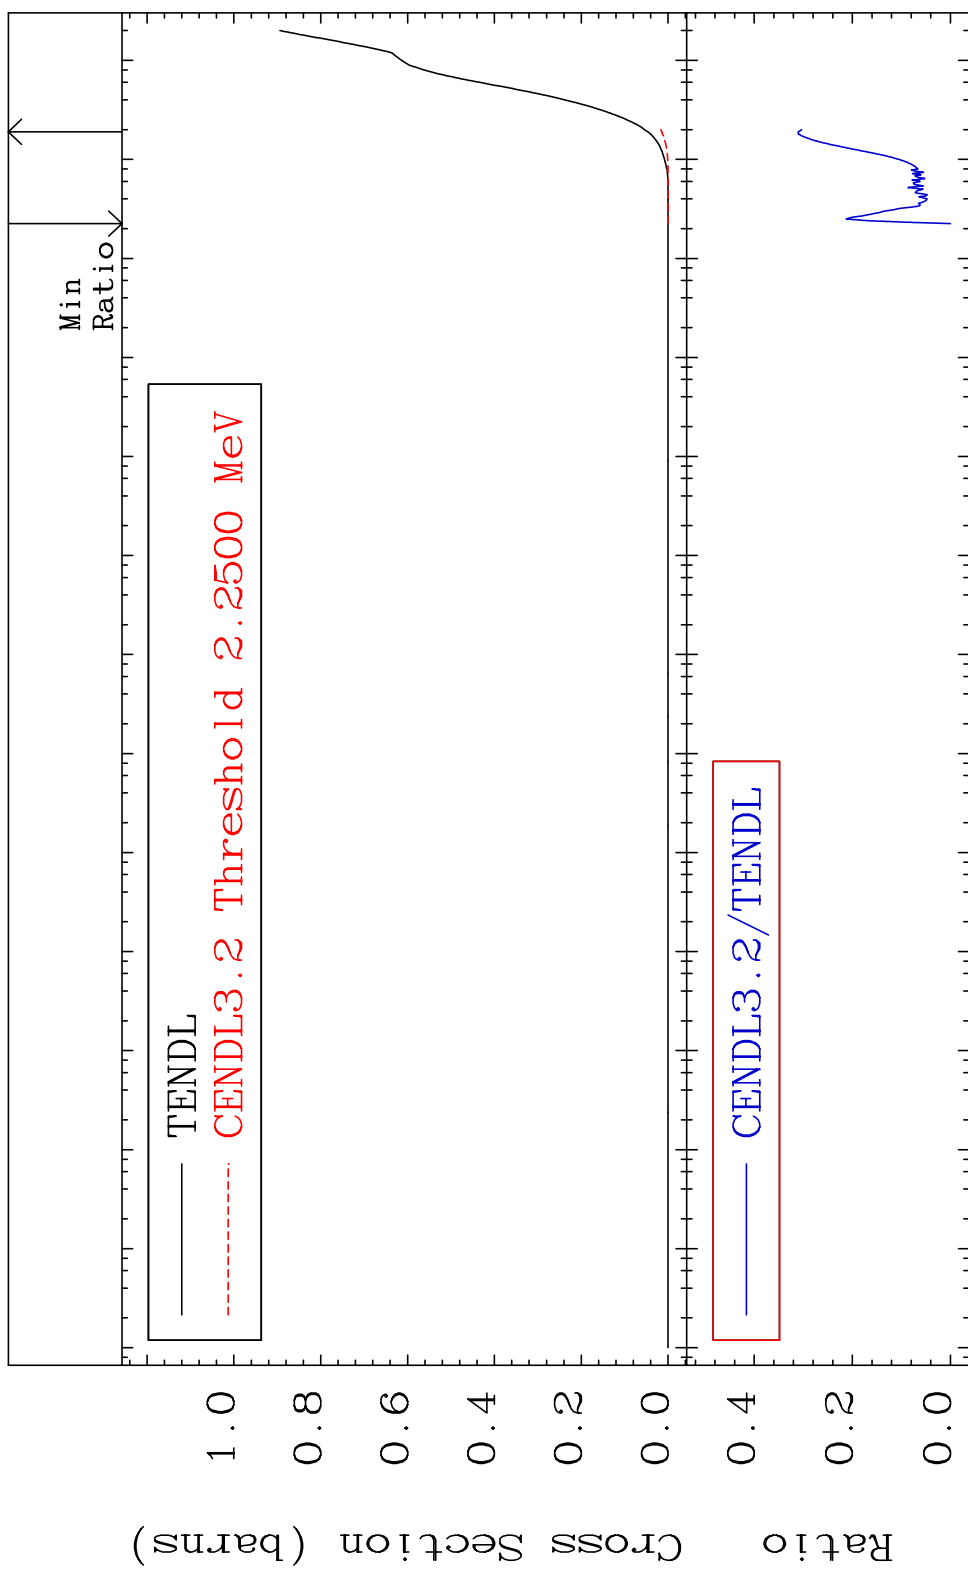 Min
Ratio
TENDL
CENDL3.2 Threshold 2.2500 MeV
1.0
0.8
0.6
0.4
0.2
0.0
Cross Section (barns)
CENDL3.2/TENDL
0.4
0.2
0.0
Ratio